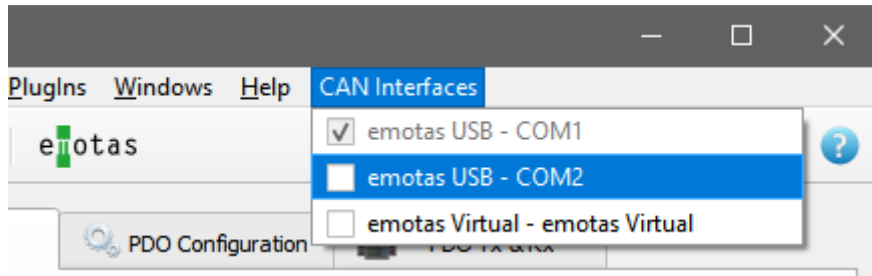 PlugIns Windows Help CAN Interfaces
emotas
emotas USB - COM1
emotas USB - COM2
emotas Virtual - emotas Virtual
PDO Configuration